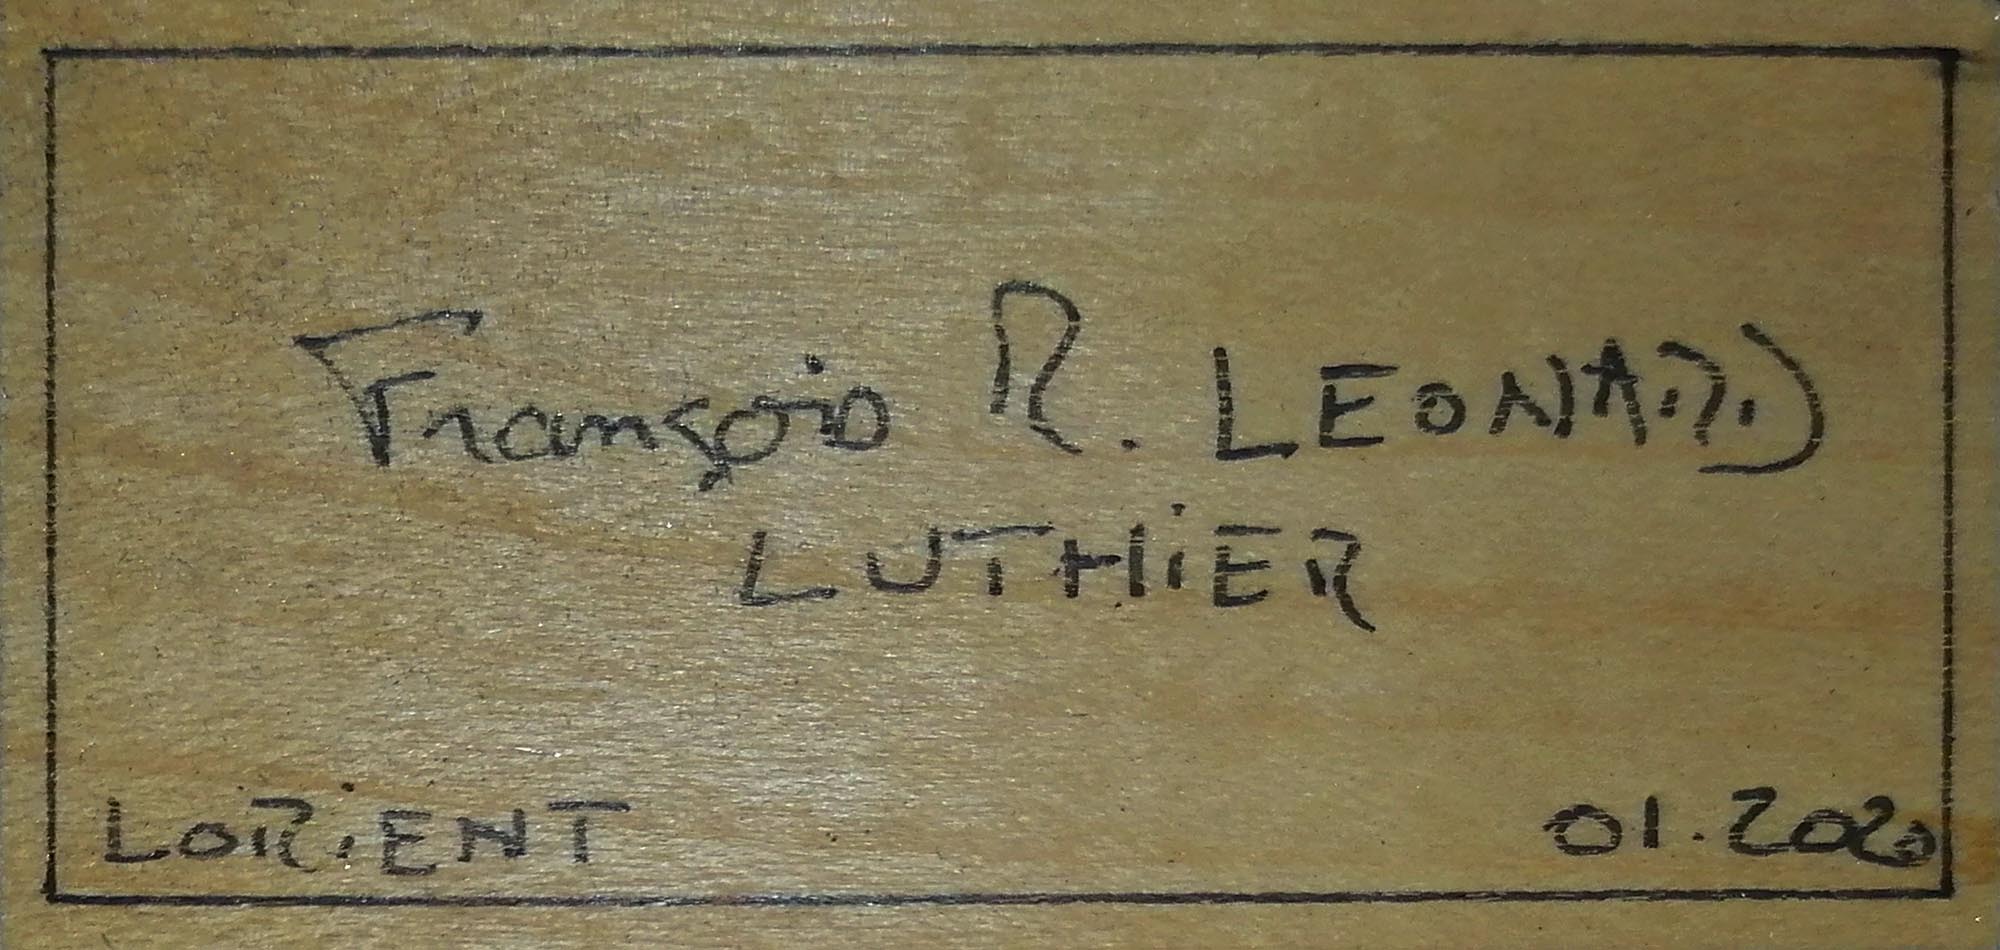 François R. LEONARD
LUTHiER
LORiENT
01.2020